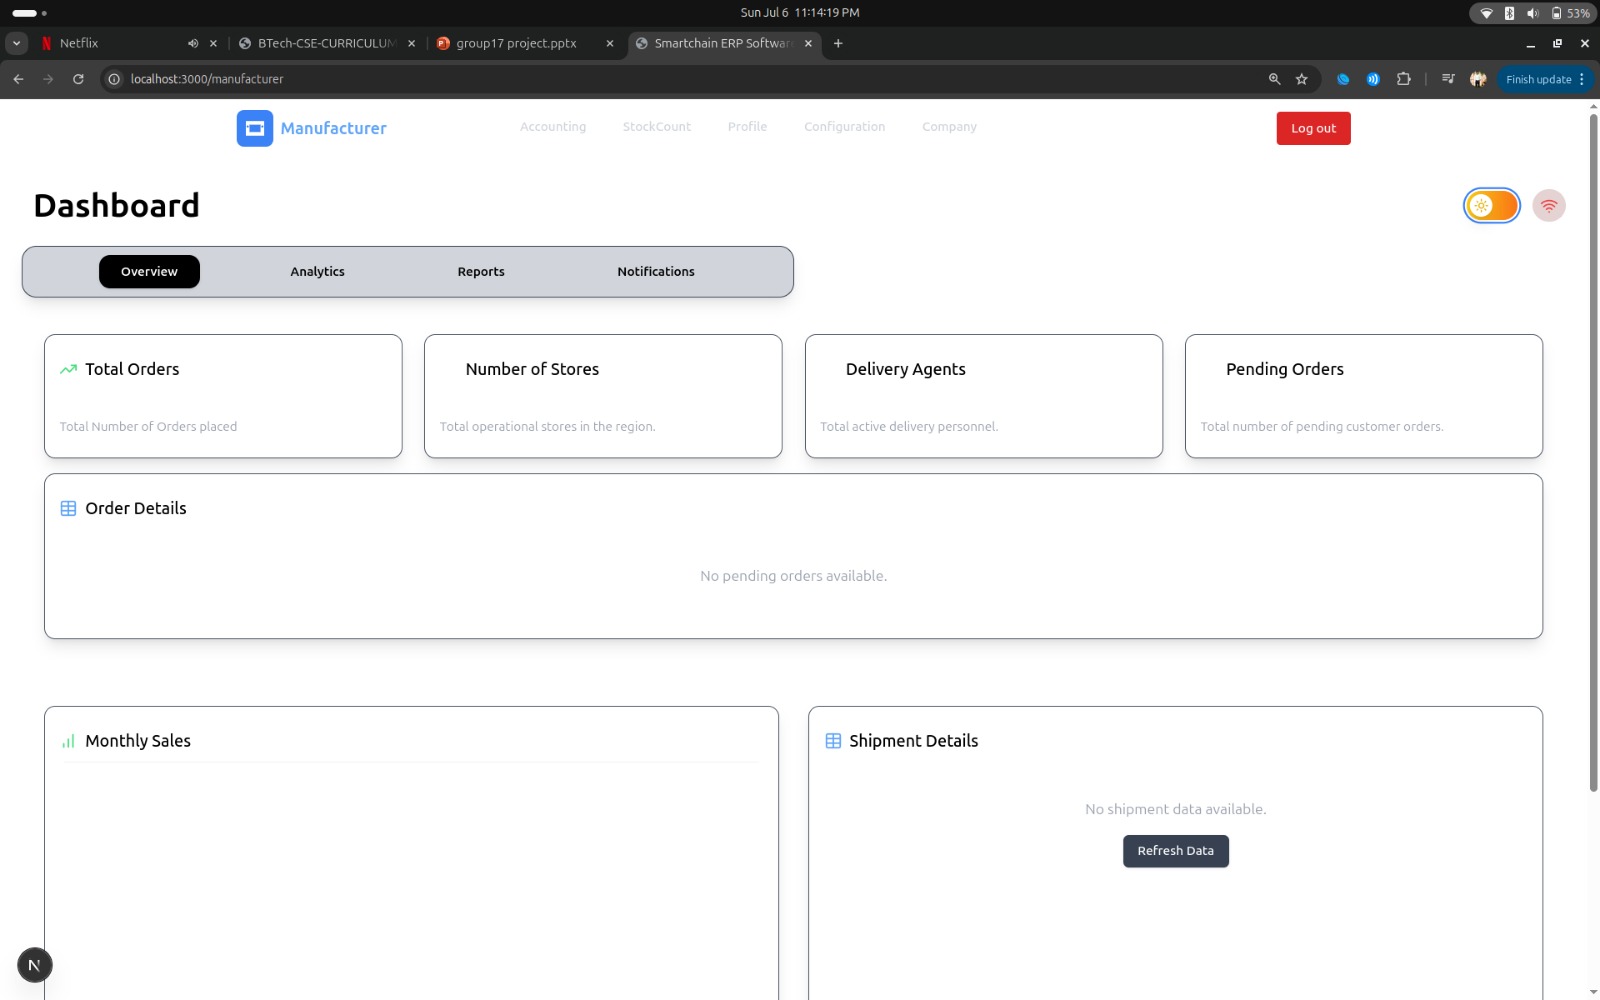 Sun Jul 6 11:14:19 PM
53%
Netflix
BTech-CSE-CURRICULUM
group17 project.pptx
Smartchain ERP Software
localhost:3000/manufacturer
Finish update
Manufacturer
Accounting
StockCount
Profile
Configuration
Company
Log out
Dashboard
Overview
Analytics
Reports
Notifications
Total Orders
Total Number of Orders placed
Number of Stores
Total operational stores in the region.
Delivery Agents
Total active delivery personnel.
Pending Orders
Total number of pending customer orders.
Order Details
No pending orders available.
Monthly Sales
Shipment Details
No shipment data available.
Refresh Data
N